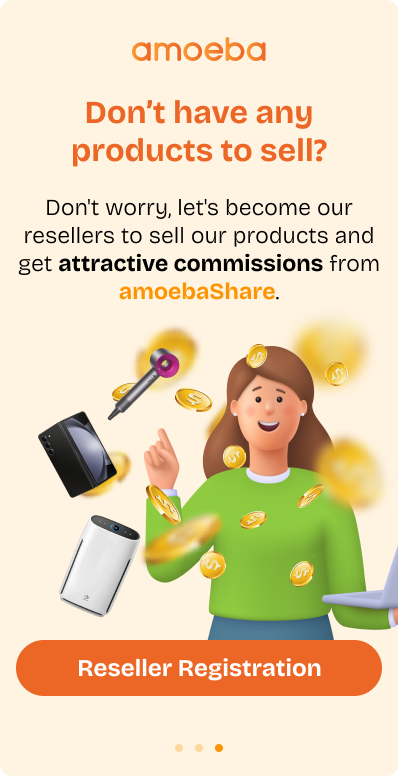 amoeba
Don't have any
products to sell?
Don't worry, let's become our
resellers to sell our products and
get attractive commissions from
amoebaShare.
Reseller Registration